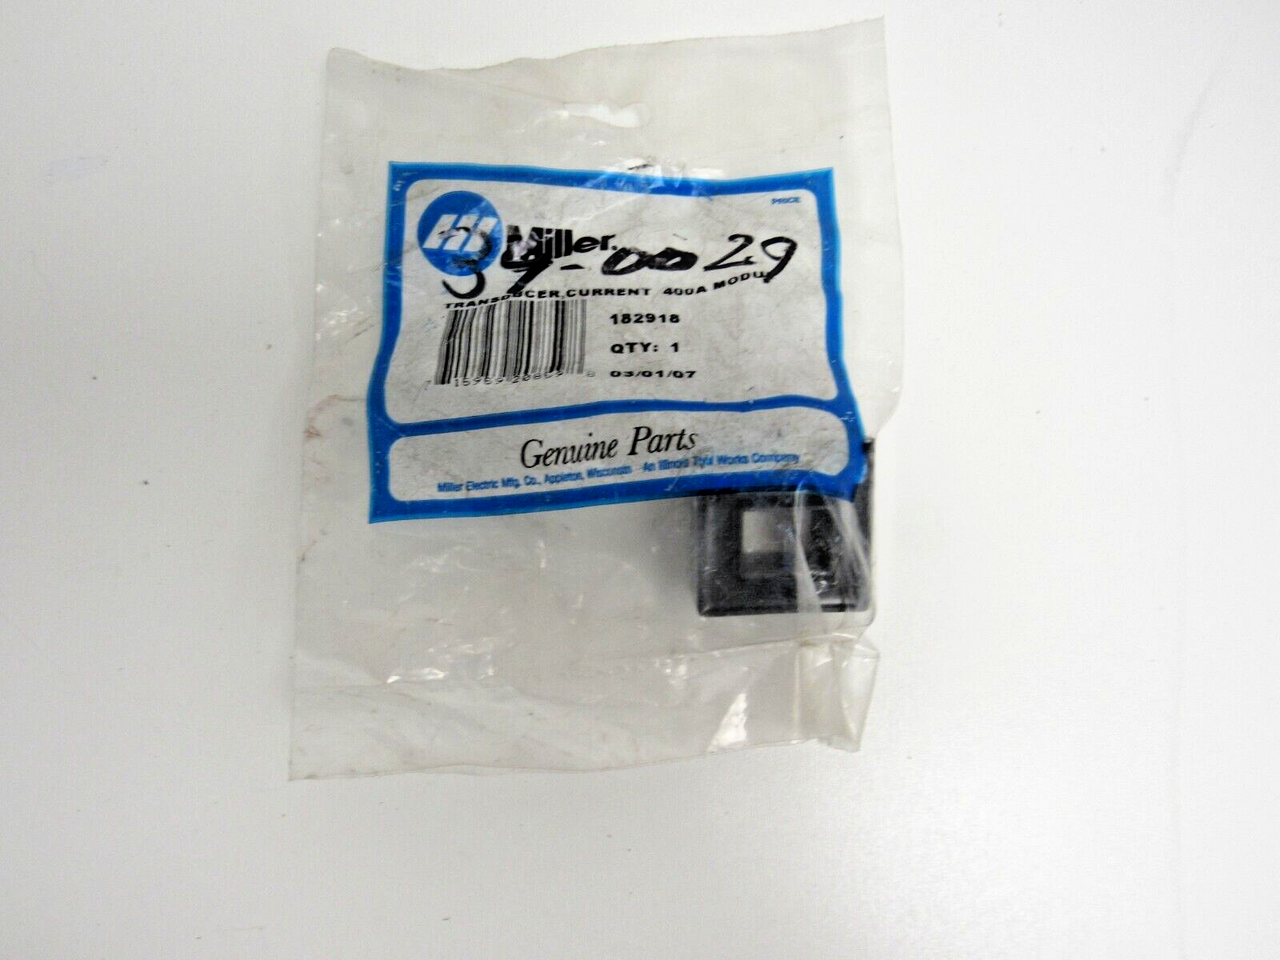 PRICE
Miller.
39-0029
TRANSDUCER,CURRENT 400A MODU
182918
QTY: 1
03/01/07
Genuine Parts
Miller Electric Mfg. Co., Appleton, Wisconsin An Illinois Tool Works Company